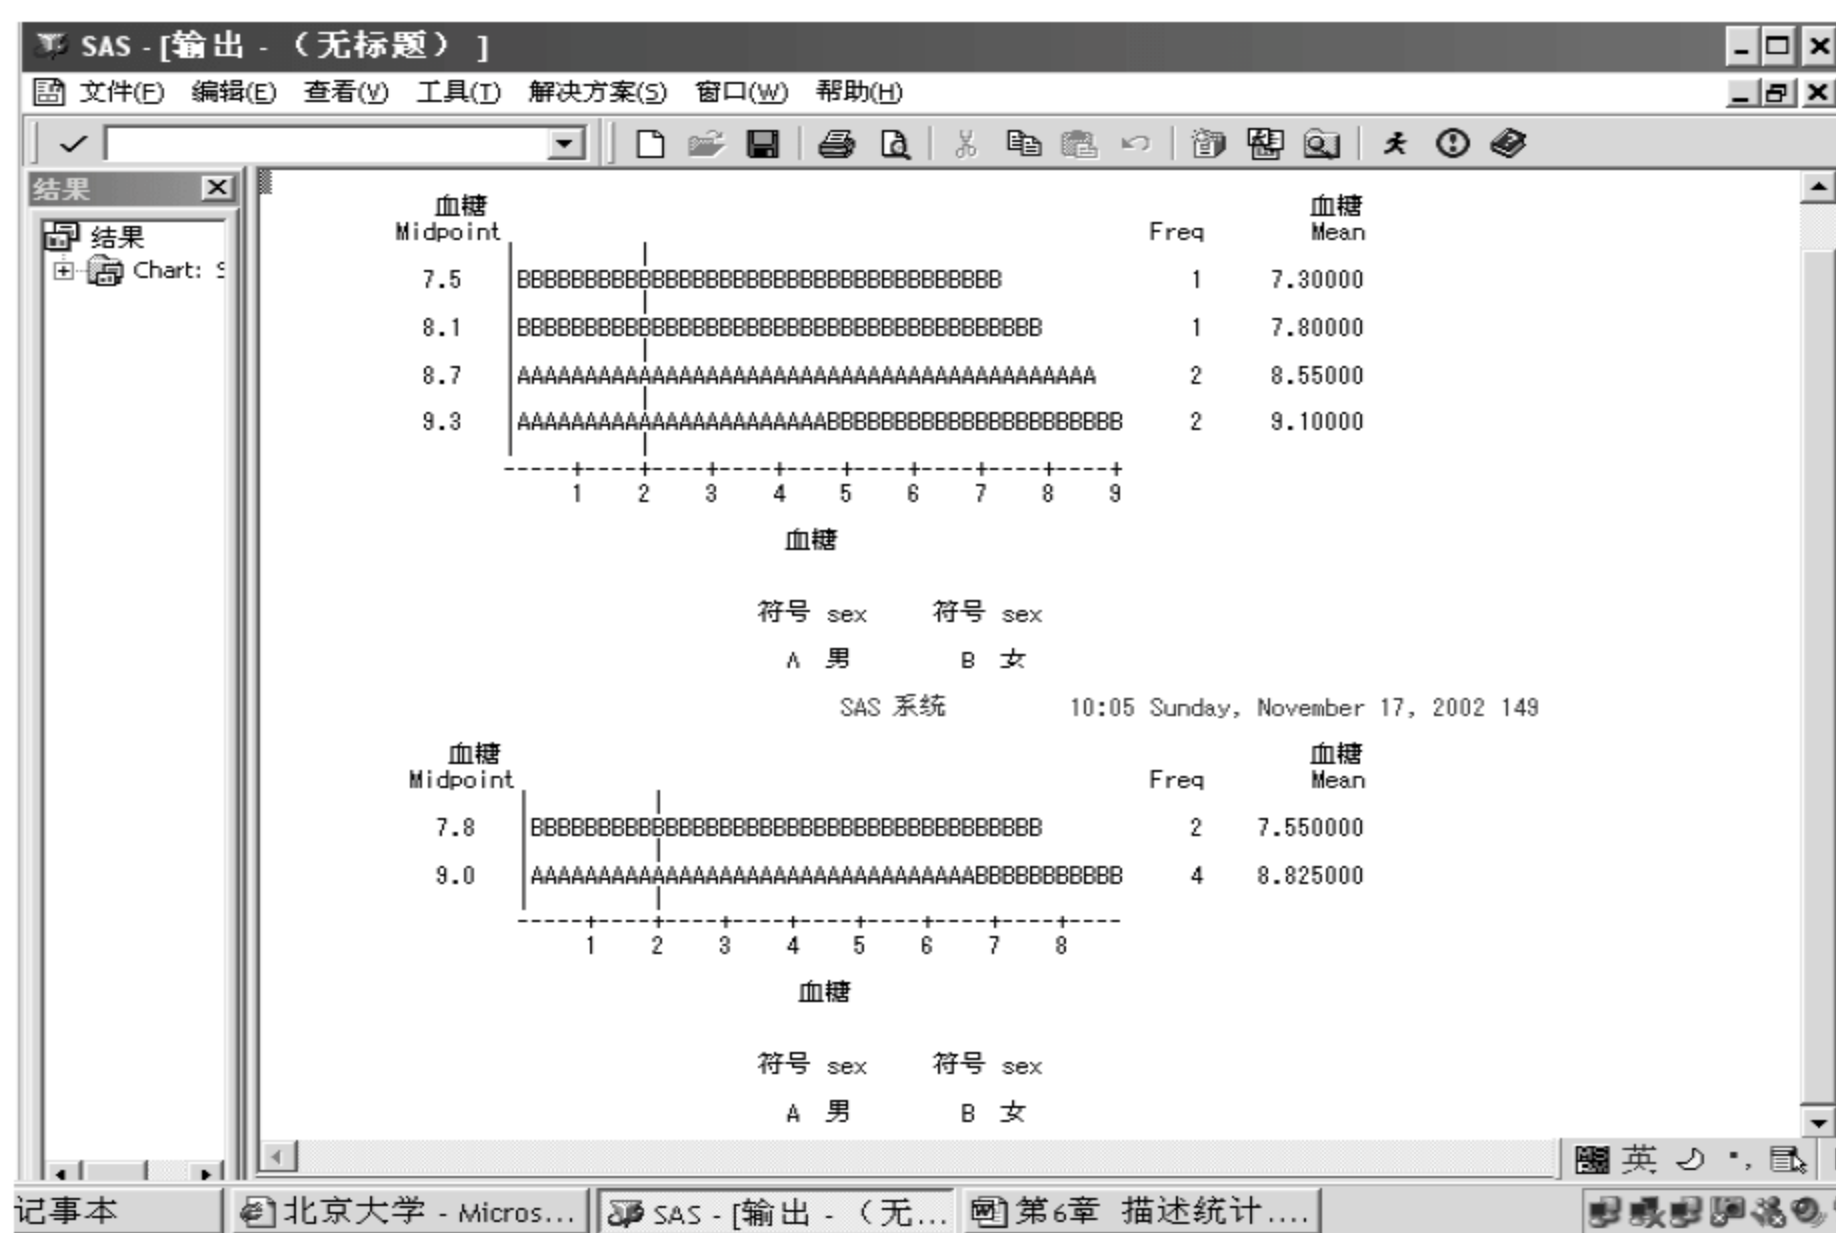 SAS - [输出 - （无标题） ]
文件(F) 编辑(E) 查看(V) 工具(T) 解决方案(S) 窗口(W) 帮助(H)
结果
结果
Chart:
血糖 血糖
Midpoint Freq Mean
7.5 BBBBBBBBBBBBBBBBBBBBBBBBBBBBBBBBBBBB 1 7.30000
8.1 BBBBBBBBBBBBBBBBBBBBBBBBBBBBBBBBBBBBBBB 1 7.80000
8.7 AAAAAAAAAAAAAAAAAAAAAAAAAAAAAAAAAAAAAAAAAAA 2 8.55000
9.3 AAAAAAAAAAAAAAAAAAAAAAABBBBBBBBBBBBBBBBBBBBBB 2 9.10000
-----+----+----+----+----+----+----+----+----+
1 2 3 4 5 6 7 8 9
血糖
符号 sex 符号 sex
A 男 B 女
SAS 系统 10:05 Sunday, November 17, 2002 149
血糖 血糖
Midpoint Freq Mean
7.8 BBBBBBBBBBBBBBBBBBBBBBBBBBBBBBBBBBBBBB 2 7.550000
9.0 AAAAAAAAAAAAAAAAAAAAAAAAAAAAAAAAABBBBBBBBBBB 4 8.825000
-----+----+----+----+----+----+----+----+----
1 2 3 4 5 6 7 8
血糖
符号 sex 符号 sex
A 男 B 女
英
记事本 北京大学 - Micros... SAS - [输出 - （无... 第6章 描述统计....